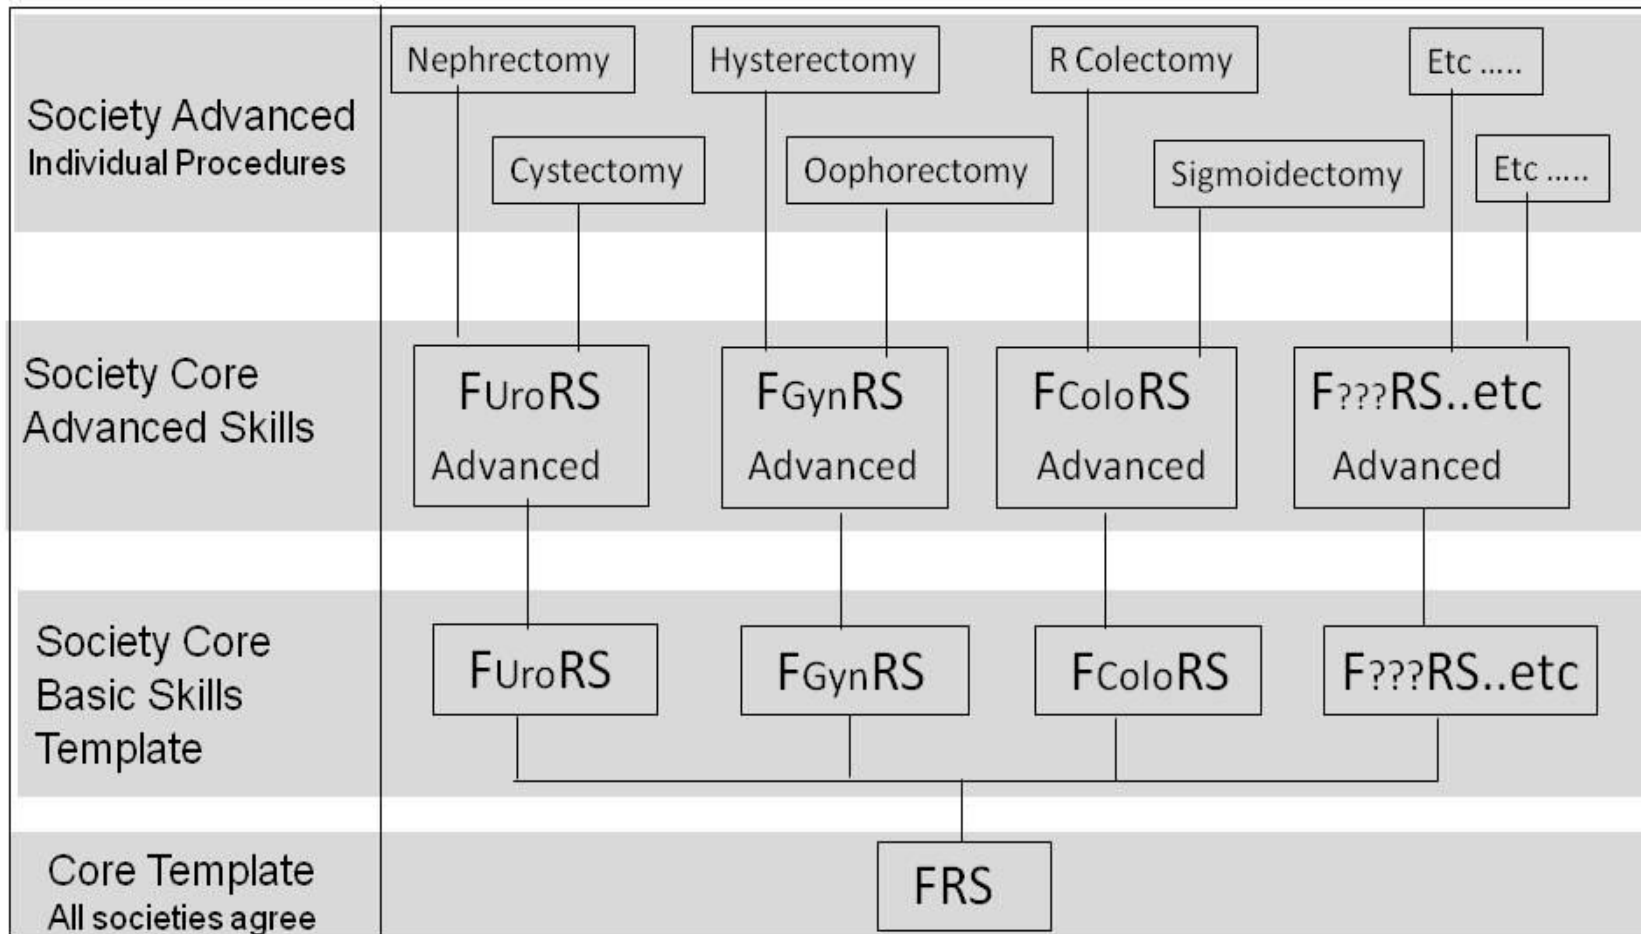 Society Advanced
Individual Procedures
Nephrectomy
Hysterectomy
R Colectomy
Etc .....
Cystectomy
Oophorectomy
Sigmoidectomy
Etc .....
Society Core
Advanced Skills
FUroRS
Advanced
FGynRS
Advanced
FColoRS
Advanced
F???RS..etc
Advanced
Society Core
Basic Skills
Template
FUroRS
FGynRS
FColoRS
F???RS..etc
Core Template
All societies agree
FRS